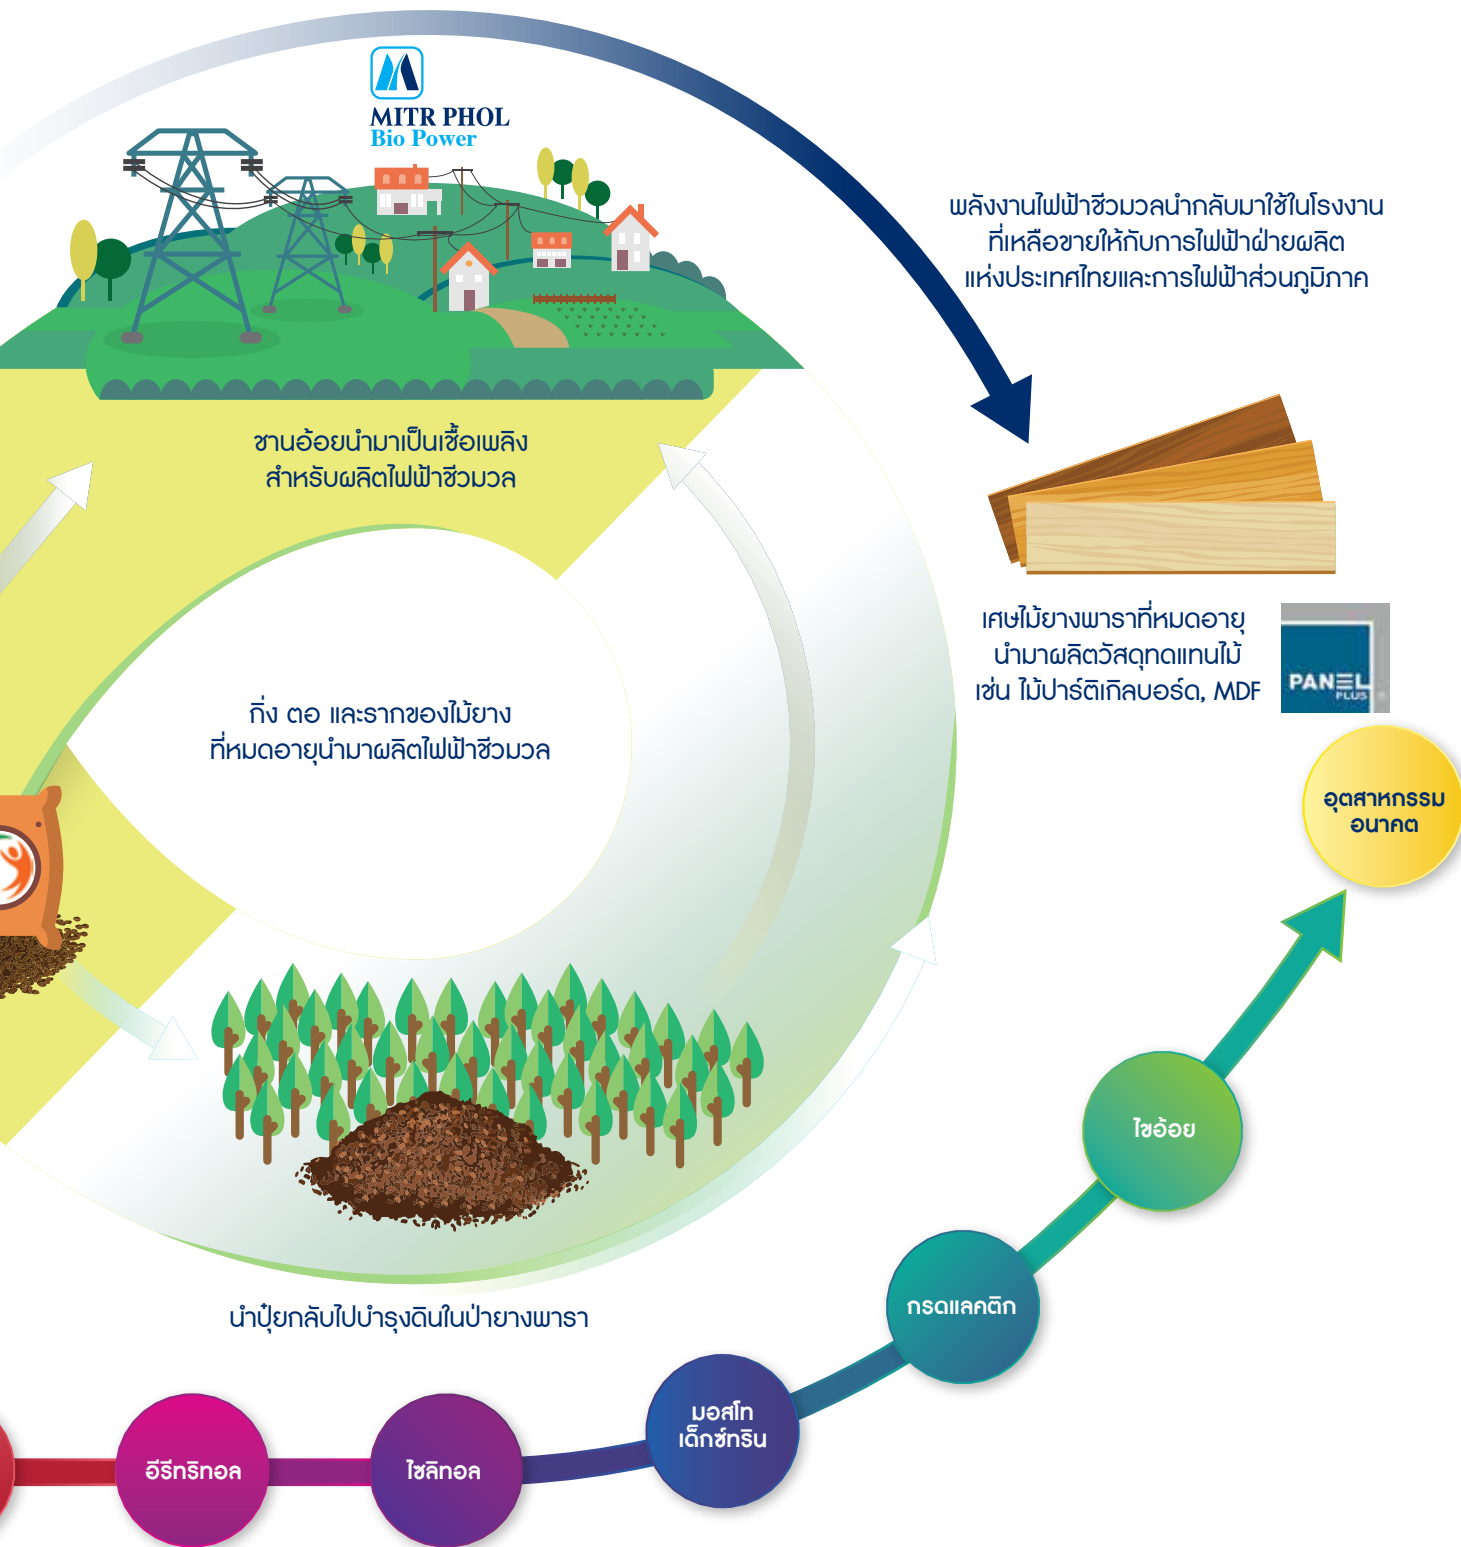 MITR PHOL
Bio Power
พลังงานไฟฟ้าชีวมวลนำกลับมาใช้ในโรงงาน
ที่เหลือขายให้กับการไฟฟ้าฝ่ายผลิต
แห่งประเทศไทยและการไฟฟ้าส่วนภูมิภาค
ชานอ้อยนำมาเป็นเชื้อเพลิง
สำหรับผลิตไฟฟ้าชีวมวล
เศษไม้ยางพาราที่หมดอายุ
นำมาผลิตวัสดุทดแทนไม้
เช่น ไม้ปาร์ติเกิลบอร์ด, MDF
PANEL
PLUS
กิ่ง ตอ และรากของไม้ยาง
ที่หมดอายุนำมาผลิตไฟฟ้าชีวมวล
อุตสาหกรรม
อนาคต
ไขอ้อย
กรดแลคติก
นำปุ๋ยกลับไปบำรุงดินในป่ายางพารา
มอสโท
เด็กซ์ทริน
ไซลิทอล
อีรีทริทอล